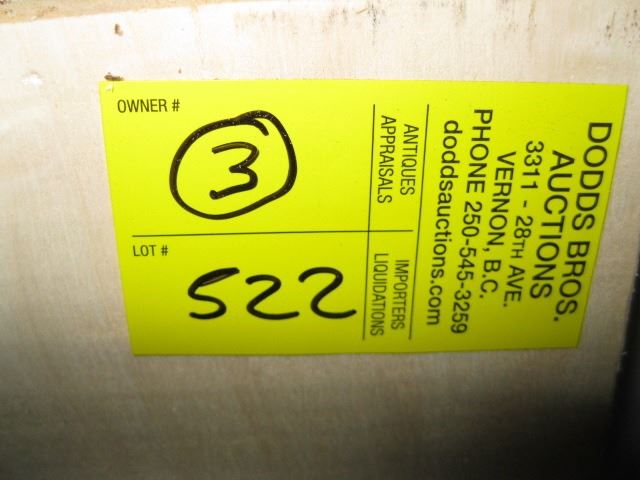 DODDS BROS.
AUCTIONS
3311 - 28TH AVE.
VERNON, B.C.
PHONE 250-545-3259
doddsauctions.com
ANTIQUES
APPRAISALS
IMPORTERS
LIQUIDATIONS
OWNER #
3
LOT #
522